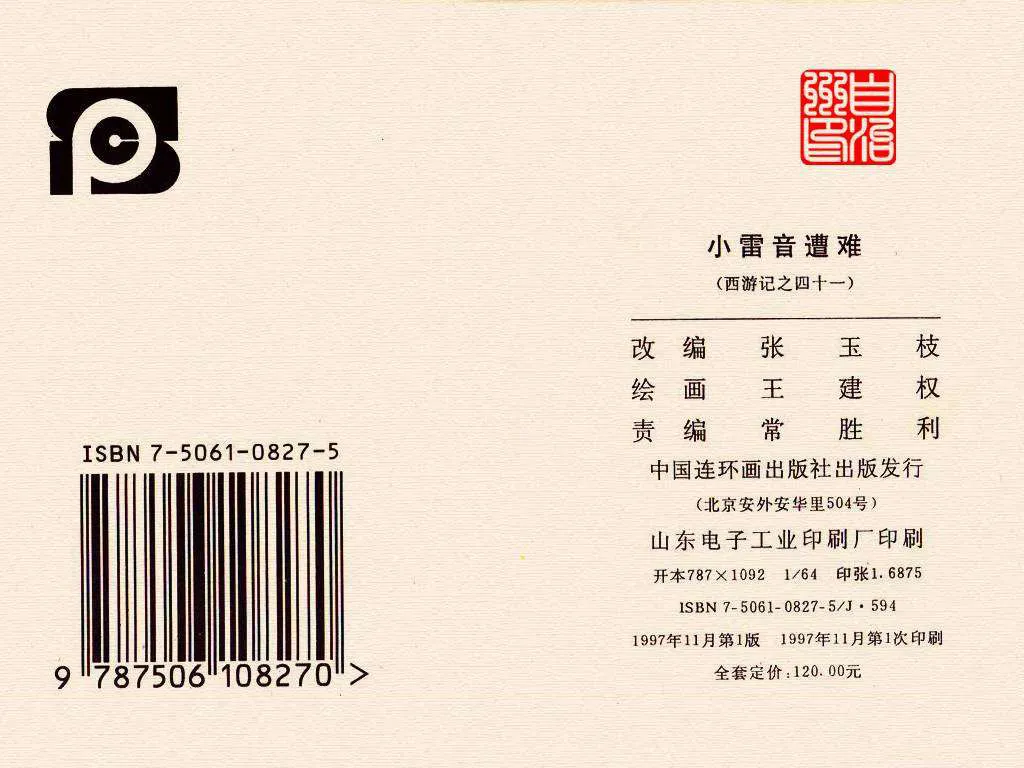 小雷音遭难
（西游记之四十一）
改编 张玉枝
绘画 王建权
责编 常胜利
中国连环画出版社出版发行
（北京安外安华里504号）
山东电子工业印刷厂印刷
开本787×1092 1/64 印张1.6875
ISBN 7-5061-0827-5/J·594
1997年11月第1版 1997年11月第1次印刷
全套定价:120.00元
ISBN 7-5061-0827-5
9 787506 108270 >